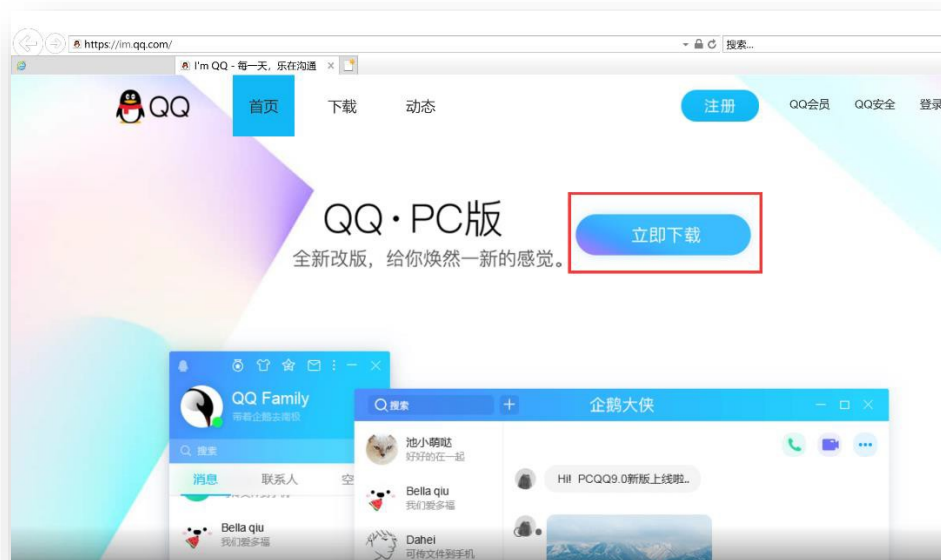 https://im.qq.com/
搜索...
I'm QQ - 每一天，乐在沟通
QQ
首页
下载
动态
注册
QQ会员
QQ安全
登录
QQ·PC版
全新改版，给你焕然一新的感觉。
立即下载
QQ Family
带着企鹅去南极
搜索
消息
联系人
空
Bella qiu
我们爱多福
搜索
企鹅大侠
池小萌哒
好好的在一起
Bella qiu
我们爱多福
Dahei
可传文件到手机
Hi! PCQQ9.0新版上线啦..